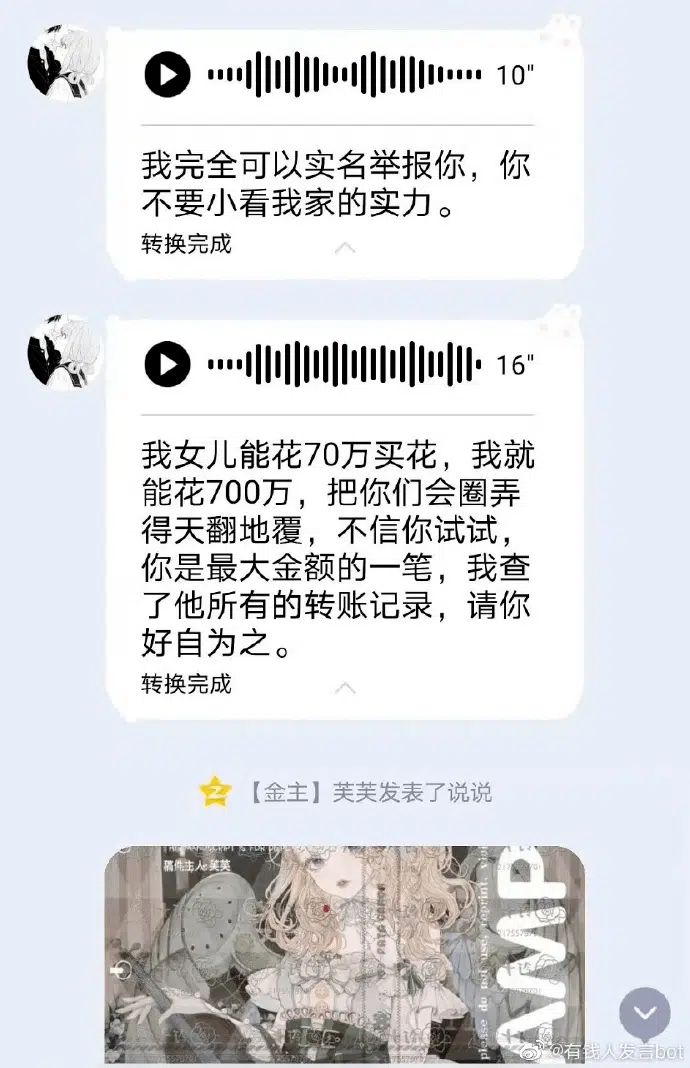 10"
我完全可以实名举报你，你
不要小看我家的实力。
转换完成
16"
我女儿能花70万买花，我就
能花700万，把你们会圈弄
得天翻地覆，不信你试试，
你是最大金额的一笔，我查
了他所有的转账记录，请你
好自为之。
转换完成
【金主】芙芙发表了说说
稿件主人:芙芙
please do not use, reprint
AMP
@有钱人发言bot